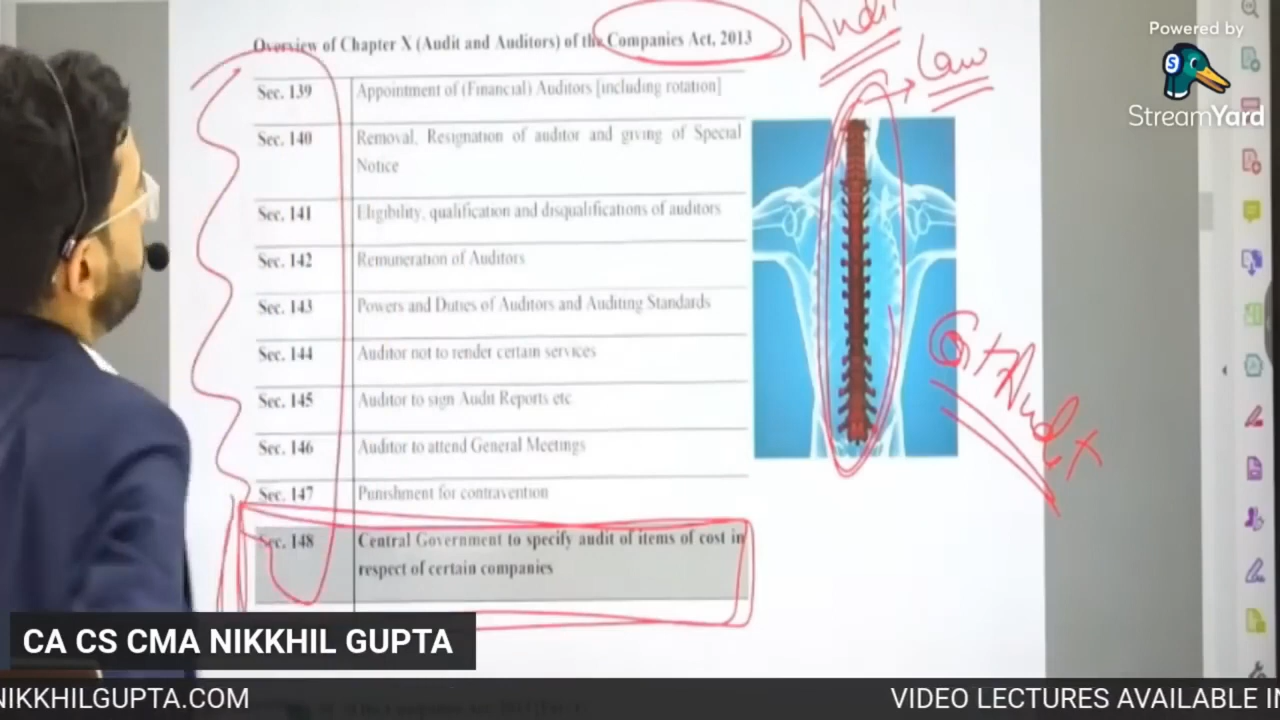 Powered by
StreamYard
Overview of Chapter X (Audit and Auditors) of the Companies Act, 2013
Audit
Law
Sec. 139 Appointment of (Financial) Auditors [including rotation]
Sec. 140 Removal, Resignation of auditor and giving of Special
Notice
Sec. 141 Eligibility, qualification and disqualifications of auditors
Sec. 142 Remuneration of Auditors
Sec. 143 Powers and Duties of Auditors and Auditing Standards
Sec. 144 Auditor not to render certain services
Sec. 145 Auditor to sign Audit Reports etc
Sec. 146 Auditor to attend General Meetings
Sec. 147 Punishment for contravention
Sec. 148 Central Government to specify audit of items of cost in
respect of certain companies
CA CS CMA NIKKHIL GUPTA
NIKKHILGUPTA.COM
VIDEO LECTURES AVAILABLE IN